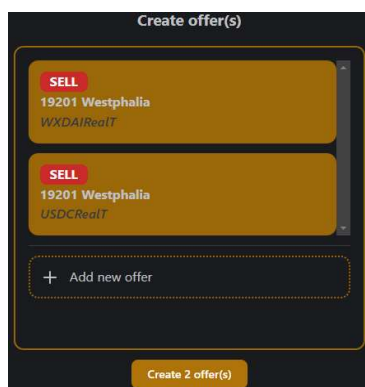 Create offer(s)
SELL
19201 Westphalia
WXDAIRealT
SELL
19201 Westphalia
USDCRealT
+ Add new offer
Create 2 offer(s)